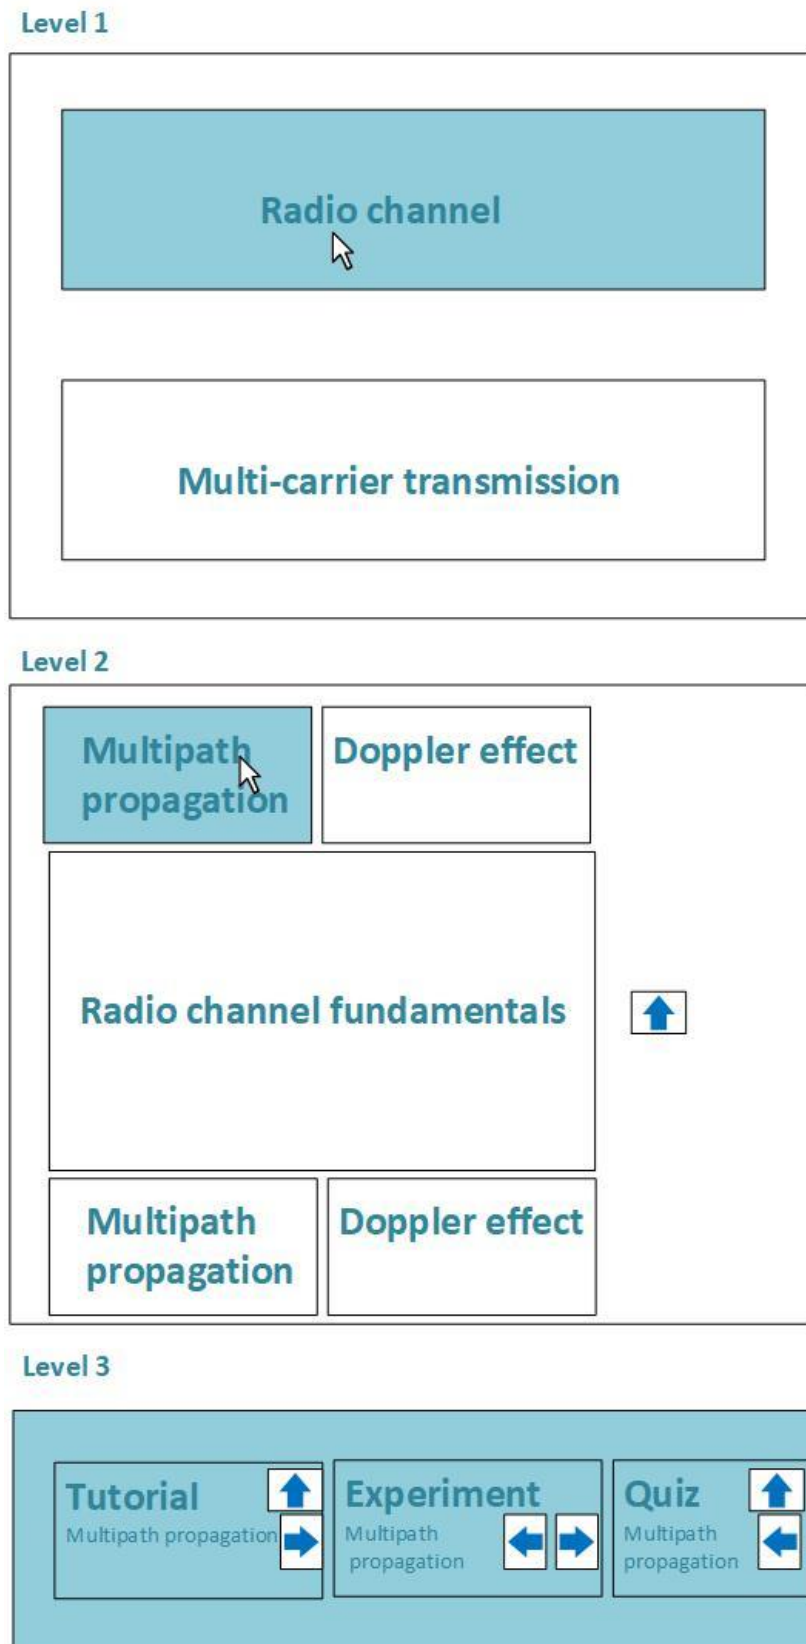 Level 1
Radio channel
Multi-carrier transmission
Level 2
Multipath
propagation
Doppler effect
Radio channel fundamentals
Multipath
propagation
Doppler effect
Level 3
Tutorial
Multipath propagation
Experiment
Multipath
propagation
Quiz
Multipath
propagation